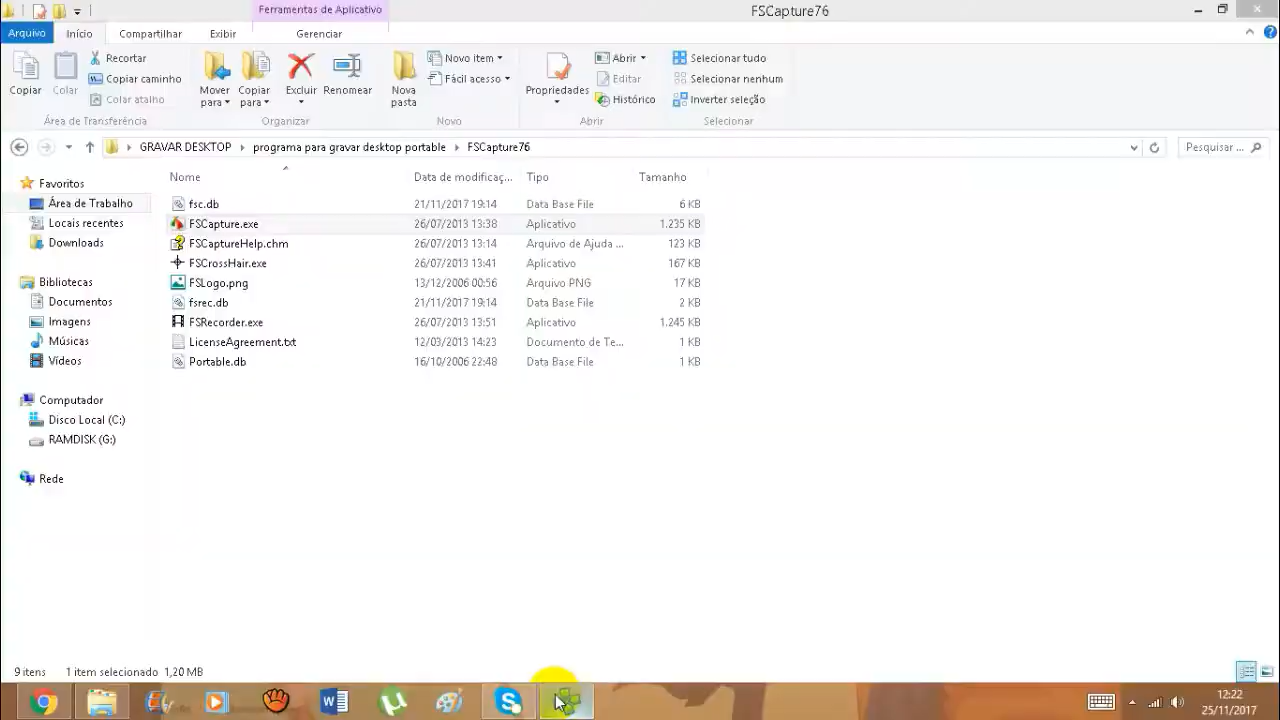 Ferramentas de Aplicativo
FSCapture76
Arquivo Início Compartilhar Exibir Gerenciar
Copiar
Colar
Recortar
Copiar caminho
Colar atalho
Área de Transferência
Mover para
Copiar para
Excluir
Renomear
Organizar
Nova pasta
Novo item
Fácil acesso
Novo
Propriedades
Abrir
Editar
Histórico
Abrir
Selecionar tudo
Selecionar nenhum
Inverter seleção
Selecionar
GRAVAR DESKTOP programa para gravar desktop portable FSCapture76
Pesquisar ...
Favoritos
Área de Trabalho
Locais recentes
Downloads
Bibliotecas
Documentos
Imagens
Músicas
Vídeos
Computador
Disco Local (C:)
RAMDISK (G:)
Rede
Nome Data de modificaç... Tipo Tamanho
fsc.db 21/11/2017 19:14 Data Base File 6 KB
FSCapture.exe 26/07/2013 13:38 Aplicativo 1.235 KB
FSCaptureHelp.chm 26/07/2013 13:14 Arquivo de Ajuda ... 123 KB
FSCrossHair.exe 26/07/2013 13:41 Aplicativo 167 KB
FSLogo.png 13/12/2006 00:56 Arquivo PNG 17 KB
fsrec.db 21/11/2017 19:14 Data Base File 2 KB
FSRecorder.exe 26/07/2013 13:51 Aplicativo 1.245 KB
LicenseAgreement.txt 12/03/2013 14:23 Documento de Te... 1 KB
Portable.db 16/10/2006 22:48 Data Base File 1 KB
9 itens 1 item selecionado 1,20 MB
12:22
25/11/2017